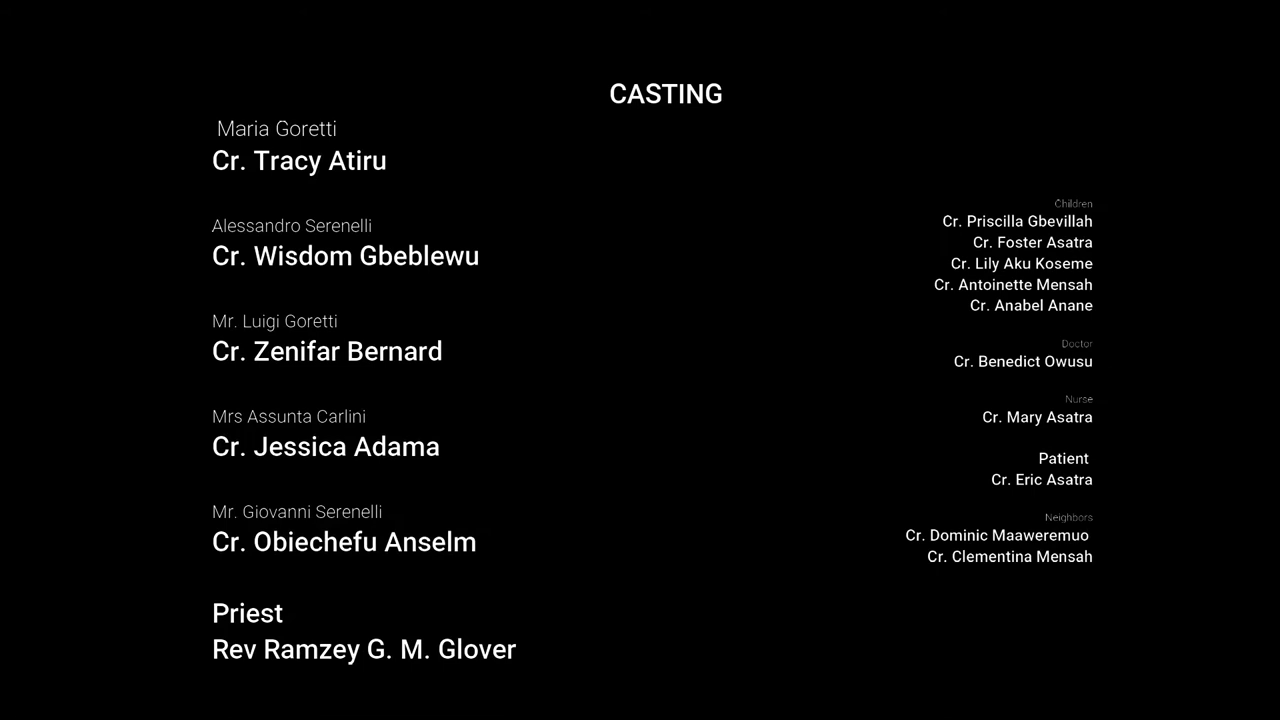 CASTING
Maria Goretti
Cr. Tracy Atiru
Alessandro Serenelli
Cr. Wisdom Gbeblewu
Mr. Luigi Goretti
Cr. Zenifar Bernard
Mrs Assunta Carlini
Cr. Jessica Adama
Mr. Giovanni Serenelli
Cr. Obiechefu Anselm
Priest
Rev Ramzey G. M. Glover
Children
Cr. Priscilla Gbevillah
Cr. Foster Asatra
Cr. Lily Aku Koseme
Cr. Antoinette Mensah
Cr. Anabel Anane
Doctor
Cr. Benedict Owusu
Nurse
Cr. Mary Asatra
Patient
Cr. Eric Asatra
Neighbors
Cr. Dominic Maaweremuo
Cr. Clementina Mensah